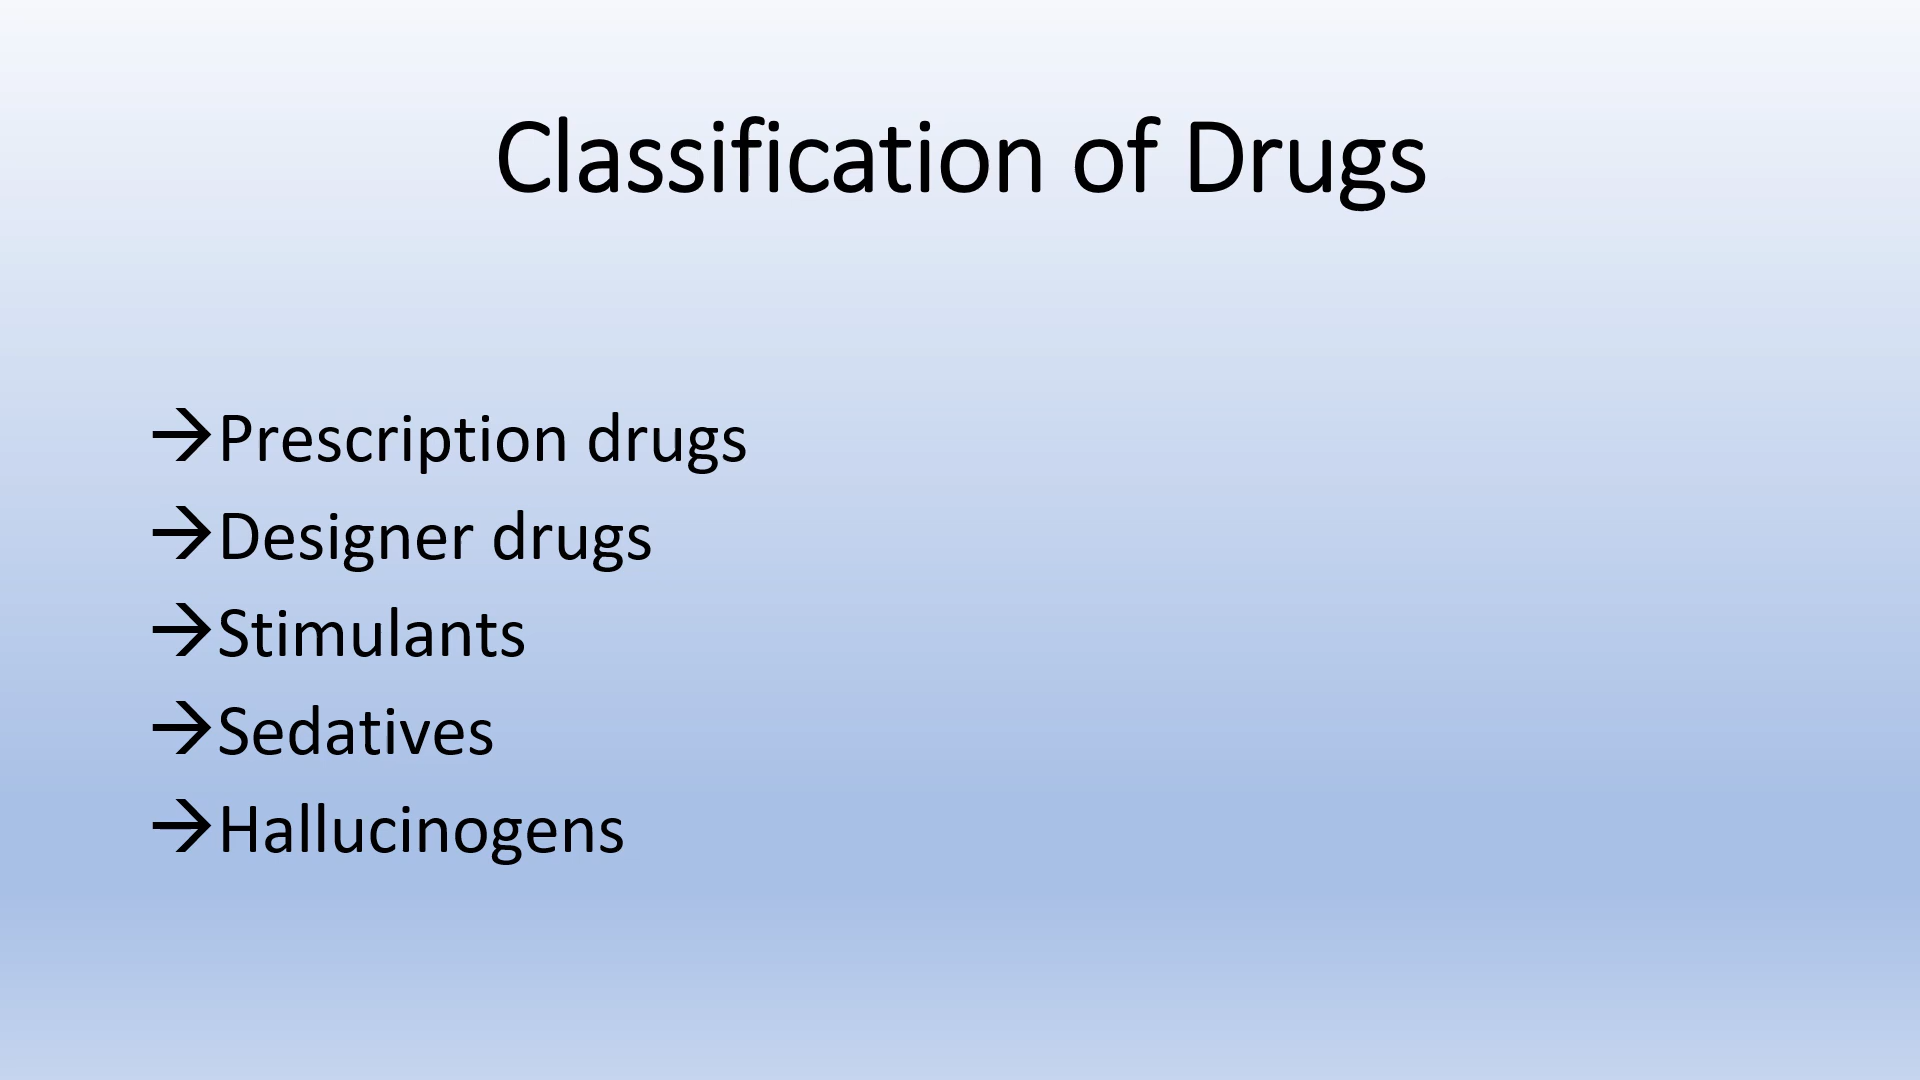 Classification of Drugs
→Prescription drugs
→Designer drugs
→Stimulants
→Sedatives
→Hallucinogens